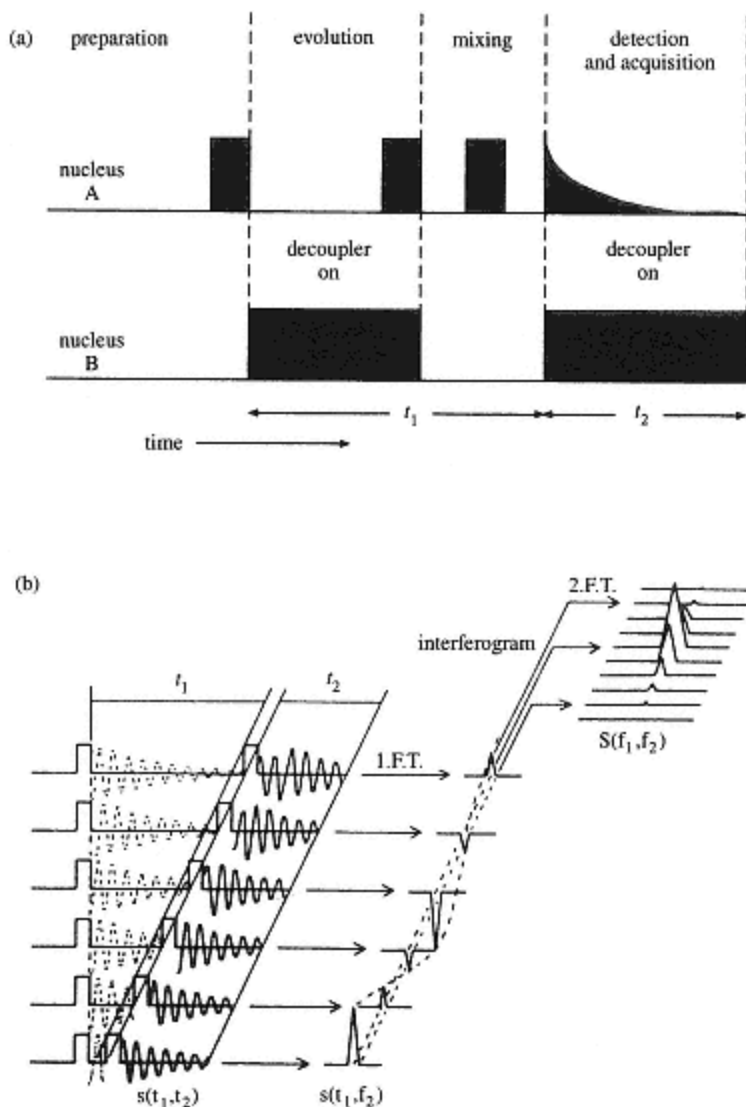 (a) preparation evolution mixing detection
and acquisition
nucleus
A
decoupler decoupler
on on
nucleus
B
t₁ t₂
time
(b)
2.F.T.
interferogram
t₁ t₂
S(f₁,f₂)
1.F.T.
s(t₁,t₂) s(t₁,f₂)